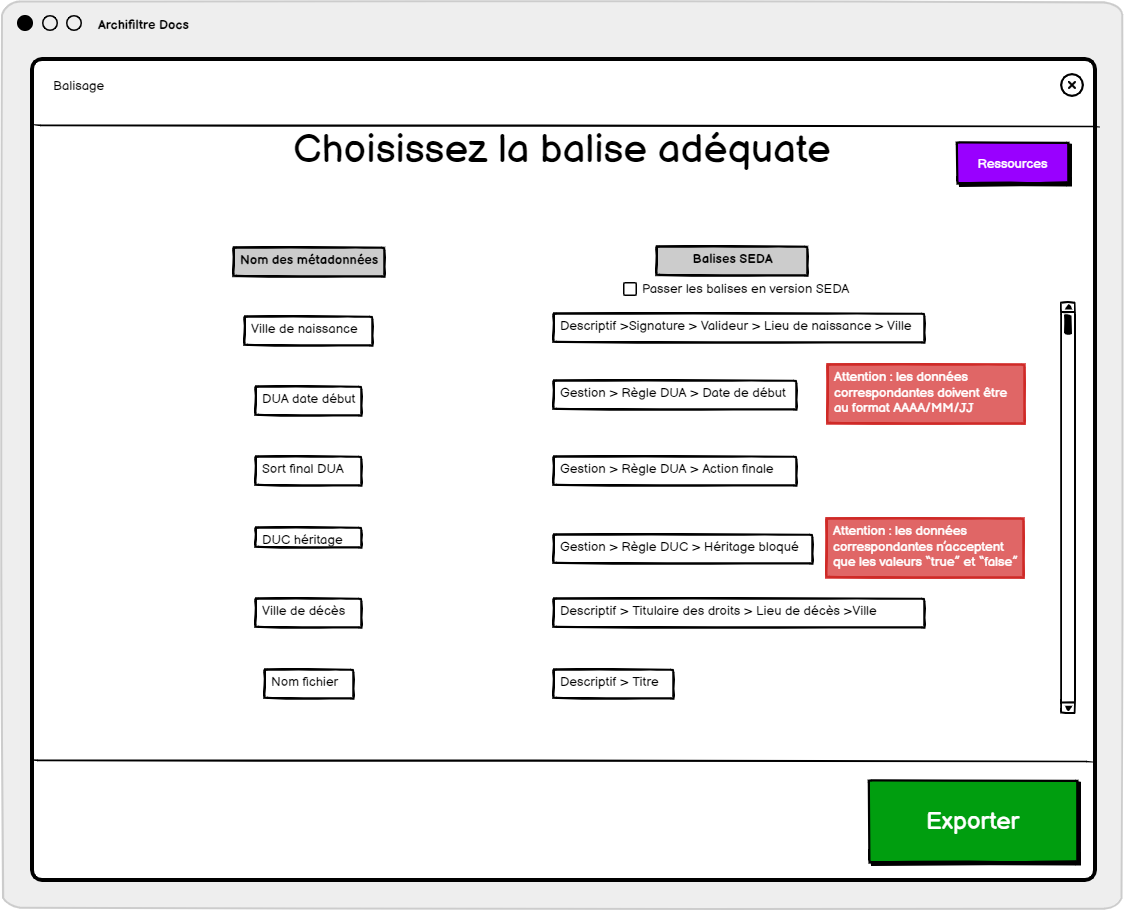 Archifiltre Docs
Balisage
Choisissez la balise adéquate
Ressources
Nom des métadonnées
Balises SEDA
Passer les balises en version SEDA
Ville de naissance
Descriptif >Signature > Valideur > Lieu de naissance > Ville
DUA date début
Gestion > Règle DUA > Date de début
Attention : les données
correspondantes doivent être
au format AAAA/MM/JJ
Sort final DUA
Gestion > Règle DUA > Action finale
DUC héritage
Gestion > Règle DUC > Héritage bloqué
Attention : les données
correspondantes n'acceptent
que les valeurs "true" et "false"
Ville de décès
Descriptif > Titulaire des droits > Lieu de décès >Ville
Nom fichier
Descriptif > Titre
Exporter